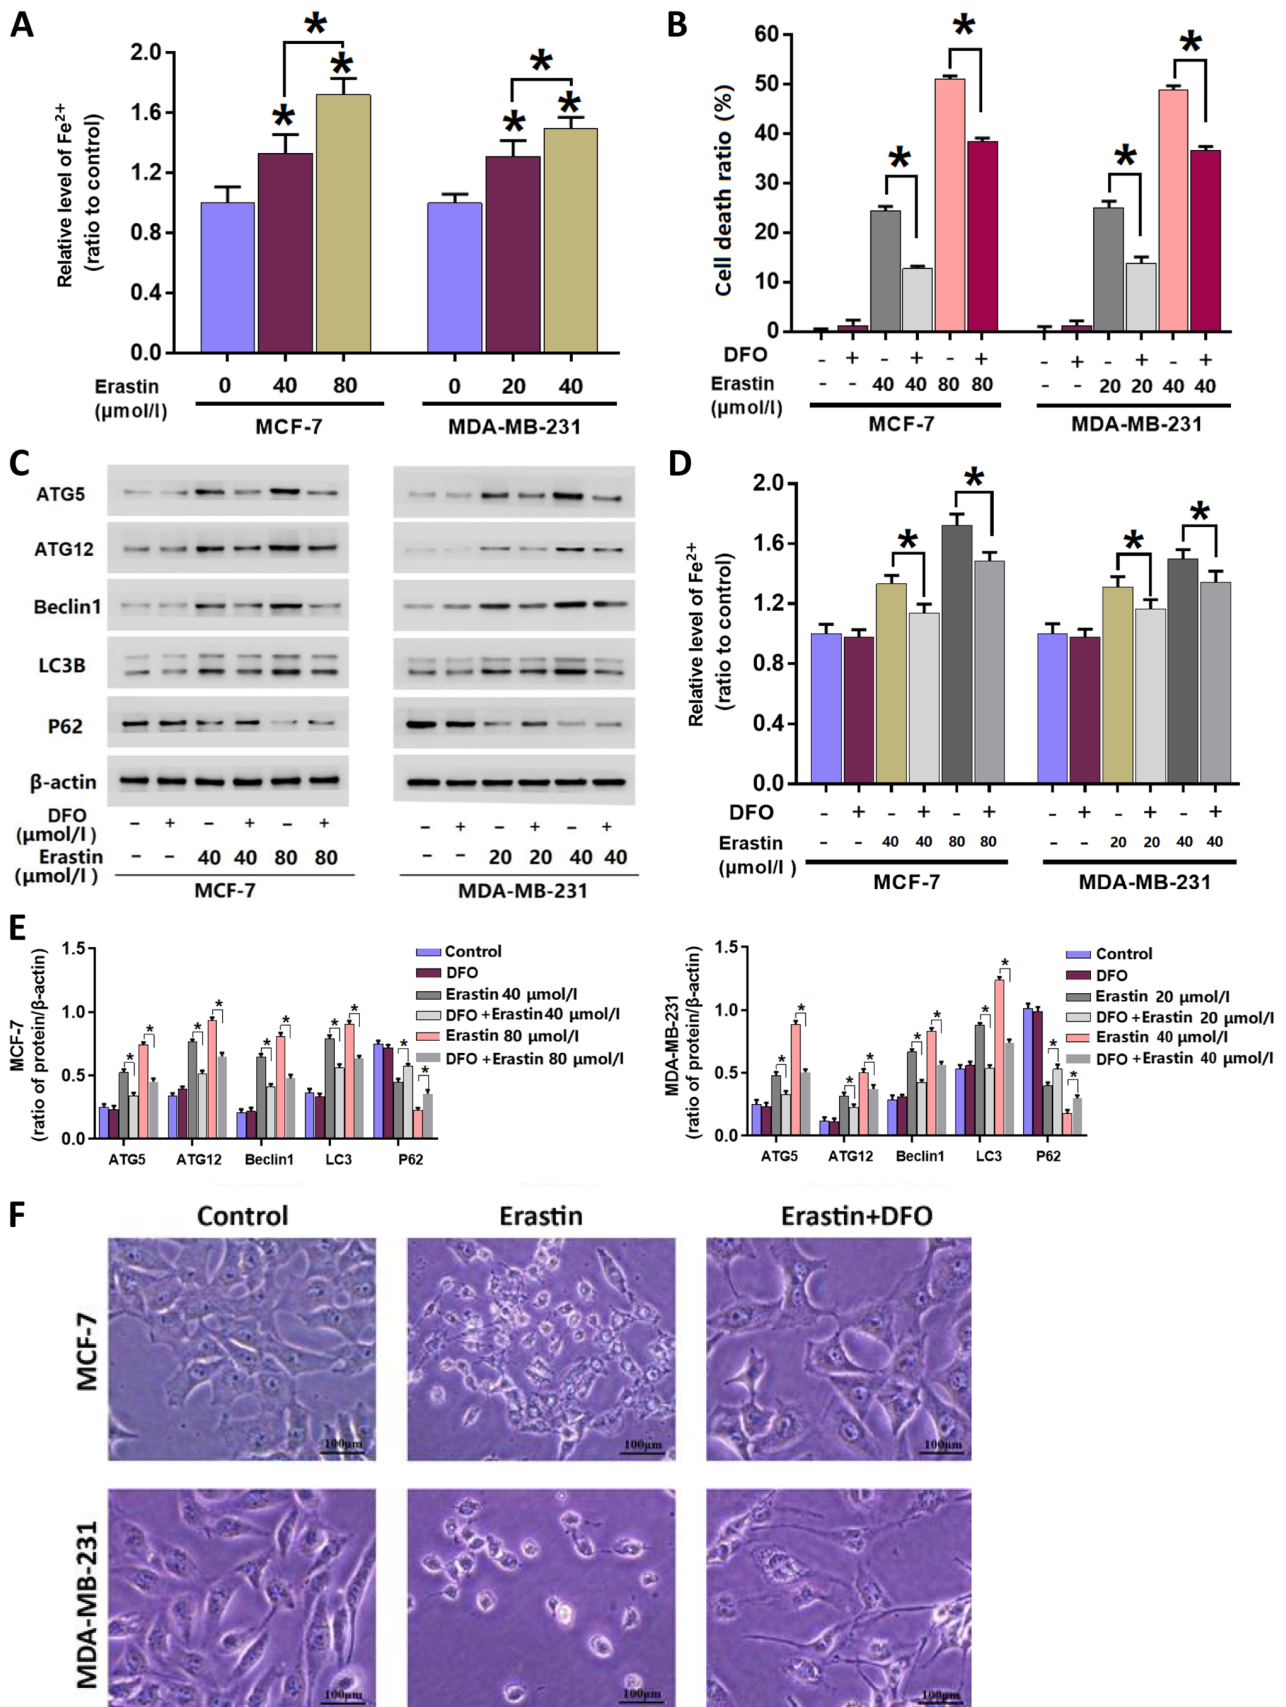 A
Relative level of Fe2+
(ratio to control)
2.0
1.6
1.2
0.8
0.4
0.0
* * * * * *
Erastin
(μmol/l)
0 40 80 0 20 40
MCF-7 MDA-MB-231
B
Cell death ratio (%)
60
50
40
30
20
10
0
* * * *
DFO - + - + - + - + - + - +
Erastin
(μmol/l)
- - 40 40 80 80 - - 20 20 40 40
MCF-7 MDA-MB-231
C
ATG5
ATG12
Beclin1
LC3B
P62
β-actin
DFO
(μmol/l )
- + - + - + - + - + - +
Erastin
(μmol/l )
- - 40 40 80 80 - - 20 20 40 40
MCF-7 MDA-MB-231
D
Relative level of Fe2+
(ratio to control)
2.0
1.6
1.2
0.8
0.4
0.0
* * * *
DFO - + - + - + - + - + - +
Erastin
(μmol/l )
- - 40 40 80 80 - - 20 20 40 40
MCF-7 MDA-MB-231
E
MCF-7
(ratio of protein/β-actin)
1.5
1.0
0.5
0.0
* * * * * * * * * *
ATG5 ATG12 Beclin1 LC3 P62
Control
DFO
Erastin 40 μmol/l
DFO +Erastin 40 μmol/l
Erastin 80 μmol/l
DFO +Erastin 80 μmol/l
MDA-MB-231
(ratio of protein/β-actin)
1.5
1.0
0.5
0.0
* * * * * * * * * *
ATG5 ATG12 Beclin1 LC3 P62
Control
DFO
Erastin 20 μmol/l
DFO +Erastin 20 μmol/l
Erastin 40 μmol/l
DFO +Erastin 40 μmol/l
F
Control Erastin Erastin+DFO
MCF-7
100μm 100μm 100μm
MDA-MB-231
100μm 100μm 100μm